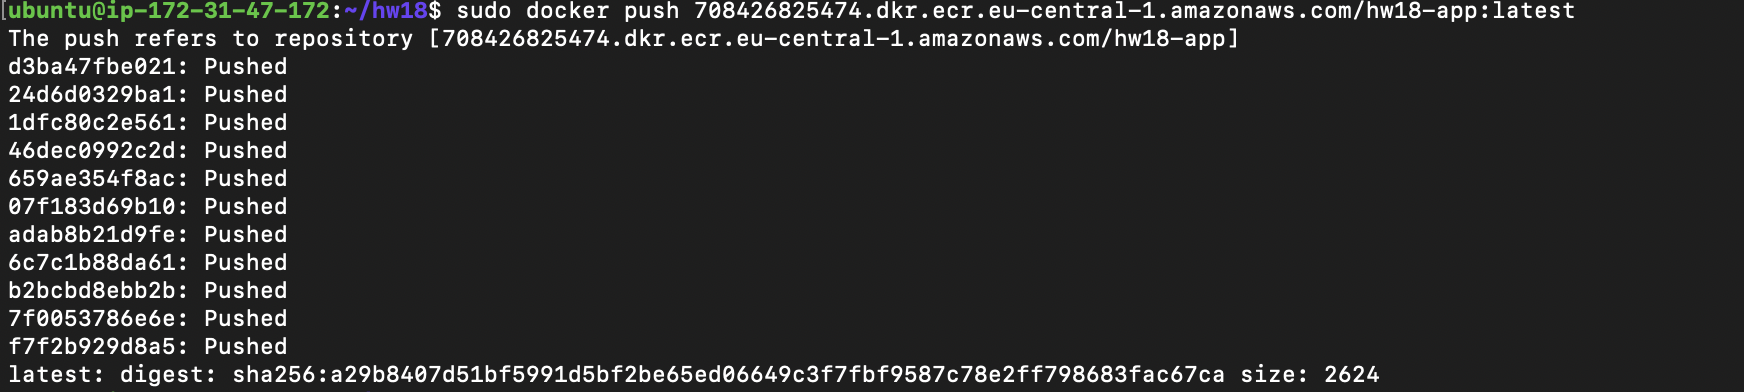 [ubuntu@ip-172-31-47-172:~/hw18$ sudo docker push 708426825474.dkr.ecr.eu-central-1.amazonaws.com/hw18-app:latest
The push refers to repository [708426825474.dkr.ecr.eu-central-1.amazonaws.com/hw18-app]
d3ba47fbe021: Pushed
24d6d0329ba1: Pushed
1dfc80c2e561: Pushed
46dec0992c2d: Pushed
659ae354f8ac: Pushed
07f183d69b10: Pushed
adab8b21d9fe: Pushed
6c7c1b88da61: Pushed
b2bcbd8ebb2b: Pushed
7f0053786e6e: Pushed
f7f2b929d8a5: Pushed
latest: digest: sha256:a29b8407d51bf5991d5bf2be65ed06649c3f7fbf9587c78e2ff798683fac67ca size: 2624